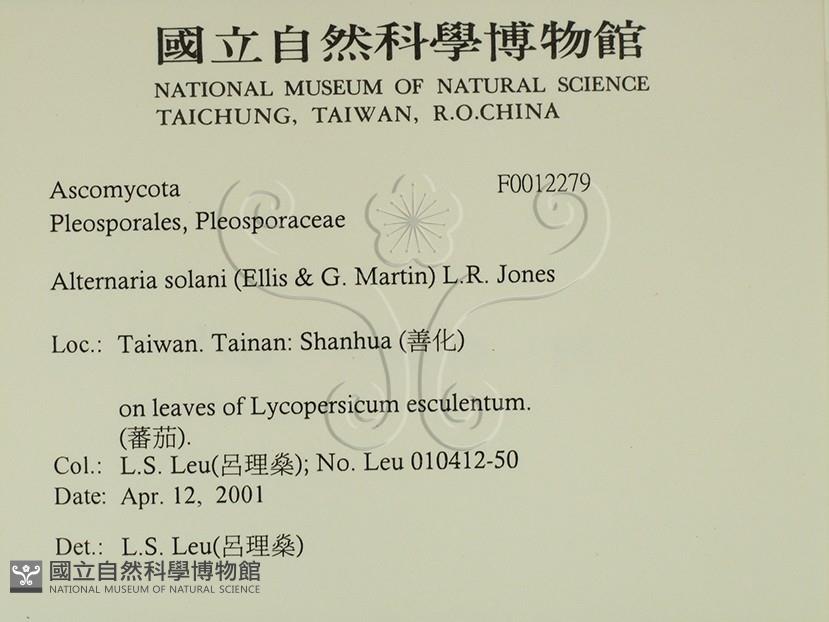 國立自然科學博物館
NATIONAL MUSEUM OF NATURAL SCIENCE
TAICHUNG, TAIWAN, R.O.CHINA
Ascomycota F0012279
Pleosporales, Pleosporaceae
Alternaria solani (Ellis & G. Martin) L.R. Jones
Loc.: Taiwan. Tainan: Shanhua (善化)
on leaves of Lycopersicum esculentum.
(蕃茄).
Col.: L.S. Leu(呂理燊); No. Leu 010412-50
Date: Apr. 12, 2001
Det.: L.S. Leu(呂理燊)
國立自然科學博物館
NATIONAL MUSEUM OF NATURAL SCIENCE